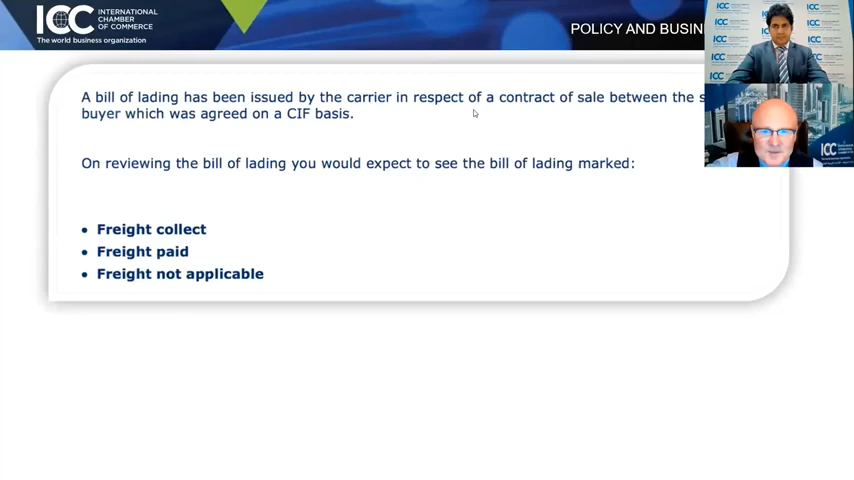 ICC INTERNATIONAL CHAMBER OF COMMERCE
The world business organization
POLICY AND
A bill of lading has been issued by the carrier in respect of a contract of sale between the
buyer which was agreed on a CIF basis.
On reviewing the bill of lading you would expect to see the bill of lading marked:
• Freight collect
• Freight paid
• Freight not applicable
ICC